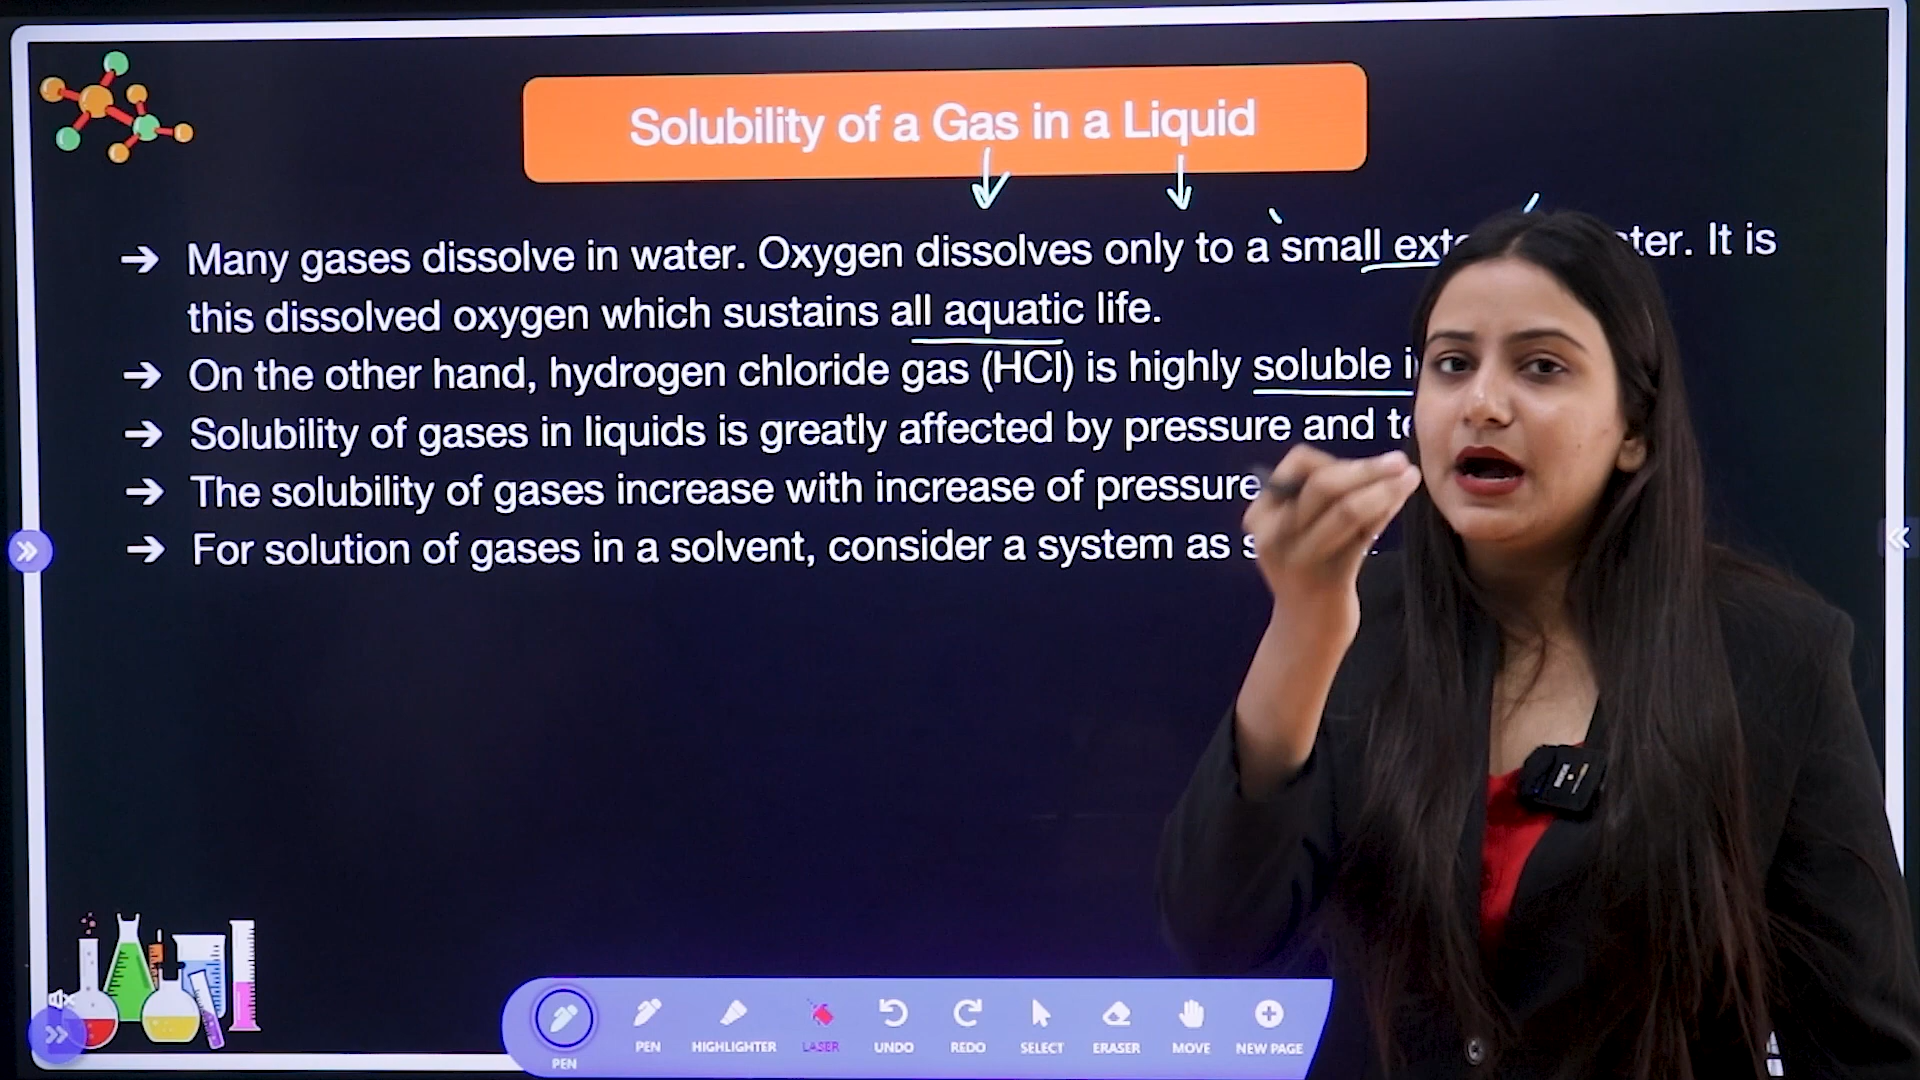 Solubility of a Gas in a Liquid
→ Many gases dissolve in water. Oxygen dissolves only to a small It is
this dissolved oxygen which sustains all aquatic life.
→ On the other hand, hydrogen chloride gas (HCl) is highly soluble
→ Solubility of gases in liquids is greatly affected by pressure and
→ The solubility of gases increase with increase of pressure
→ For solution of gases in a solvent, consider a system as
PEN PEN HIGHLIGHTER LASER UNDO REDO SELECT ERASER MOVE NEW PAGE